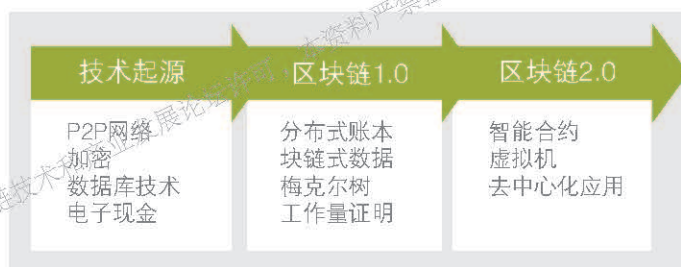 技术起源
区块链1.0
区块链2.0
P2P网络
加密
数据库技术
电子现金
分布式账本
块链式数据
梅克尔树
工作量证明
智能合约
虚拟机
去中心化应用